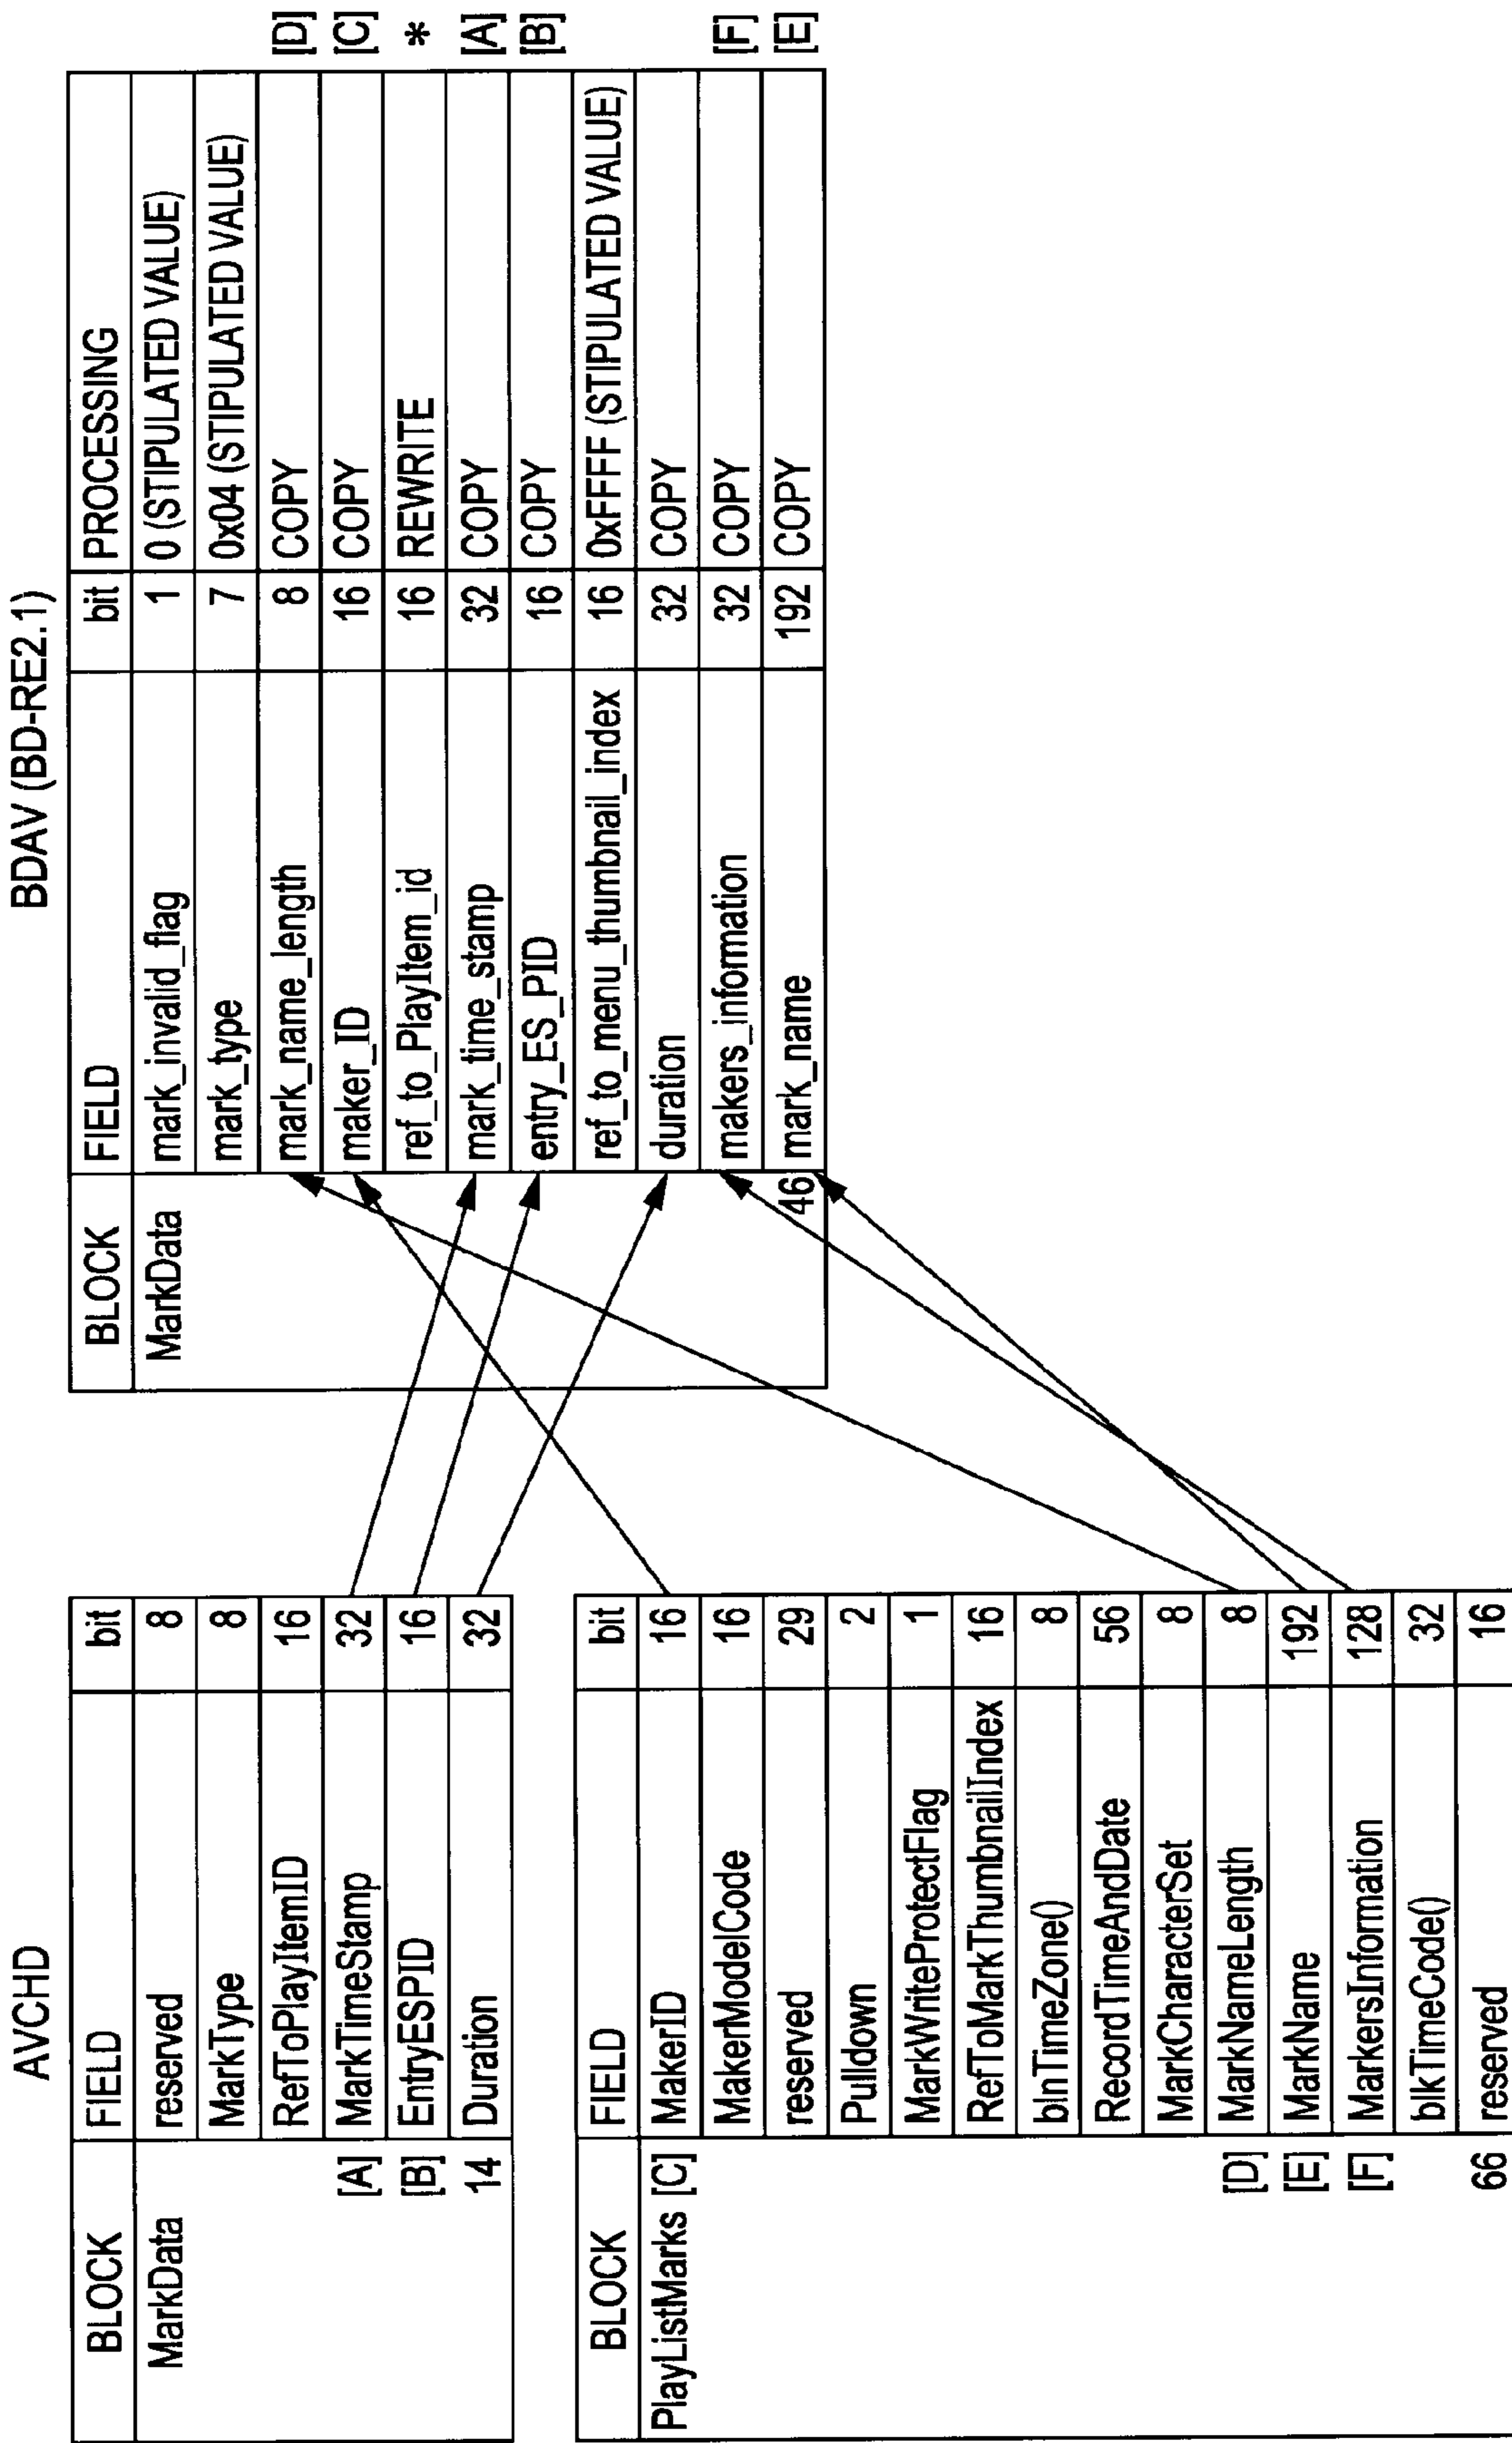 AVCHD
BLOCK FIELD bit
MarkData reserved 8
MarkType 8
RefToPlayItemID 16
[A] MarkTimeStamp 32
[B] EntryESPID 16
14 Duration 32
BLOCK FIELD bit
PlayListMarks [C] MakerID 16
MakerModelCode 16
reserved 29
Pulldown 2
MarkWriteProtectFlag 1
RefToMarkThumbnailIndex 16
blnTimeZone() 8
RecordTimeAndDate 56
MarkCharacterSet 8
[D] MarkNameLength 8
[E] MarkName 192
[F] MarkersInformation 128
blkTimeCode() 32
66 reserved 16
BDAV (BD-RE2.1)
BLOCK FIELD bit PROCESSING
MarkData mark_invalid_flag 1 0 (STIPULATED VALUE)
mark_type 7 0x04 (STIPULATED VALUE)
mark_name_length 8 COPY [D]
maker_ID 16 COPY [C]
ref_to_PlayItem_id 16 REWRITE *
mark_time_stamp 32 COPY [A]
entry_ES_PID 16 COPY [B]
ref_to_menu_thumbnail_index 16 0xFFFF (STIPULATED VALUE)
duration 32 COPY
makers_information 32 COPY [F]
46 mark_name 192 COPY [E]